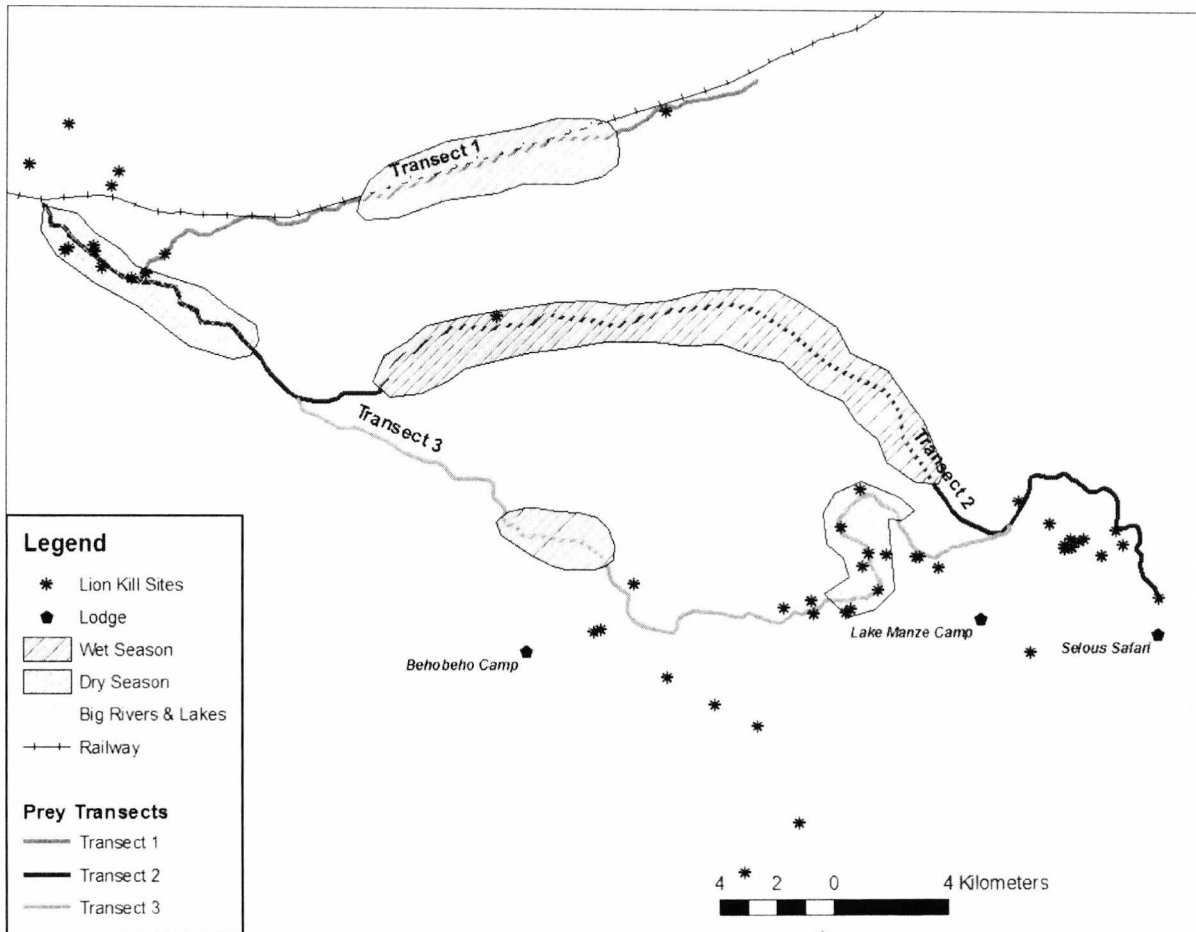 Transect 1
Transect 3
Transect 2
Lake Manze Camp
Selous Safari
Behobeho Camp
Legend
Lion Kill Sites
Lodge
Wet Season
Dry Season
Big Rivers & Lakes
Railway
Prey Transects
Transect 1
Transect 2
Transect 3
4 2 0 4 Kilometers